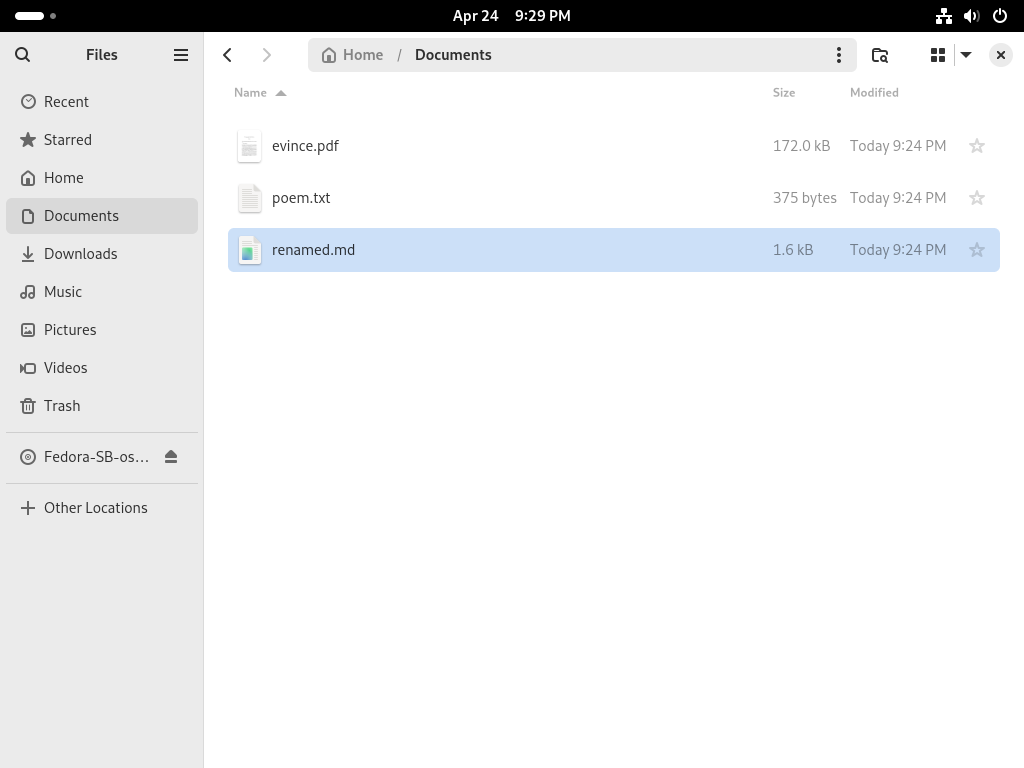 Apr 24 9:29 PM
Files
Home / Documents
Recent
Starred
Home
Documents
Downloads
Music
Pictures
Videos
Trash
Fedora-SB-os...
Other Locations
Name Size Modified
evince.pdf 172.0 kB Today 9:24 PM
poem.txt 375 bytes Today 9:24 PM
renamed.md 1.6 kB Today 9:24 PM